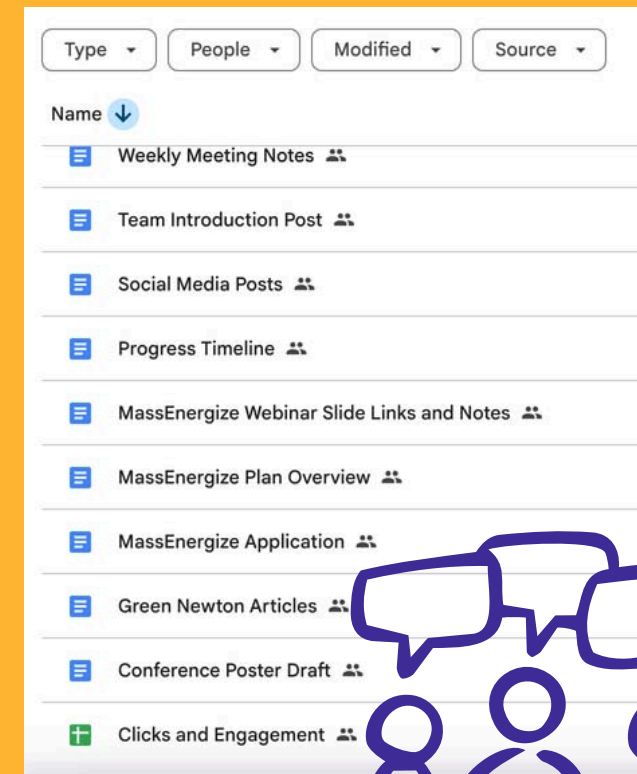 Type People Modified Source
Name
Weekly Meeting Notes
Team Introduction Post
Social Media Posts
Progress Timeline
MassEnergize Webinar Slide Links and Notes
MassEnergize Plan Overview
MassEnergize Application
Green Newton Articles
Conference Poster Draft
Clicks and Engagement